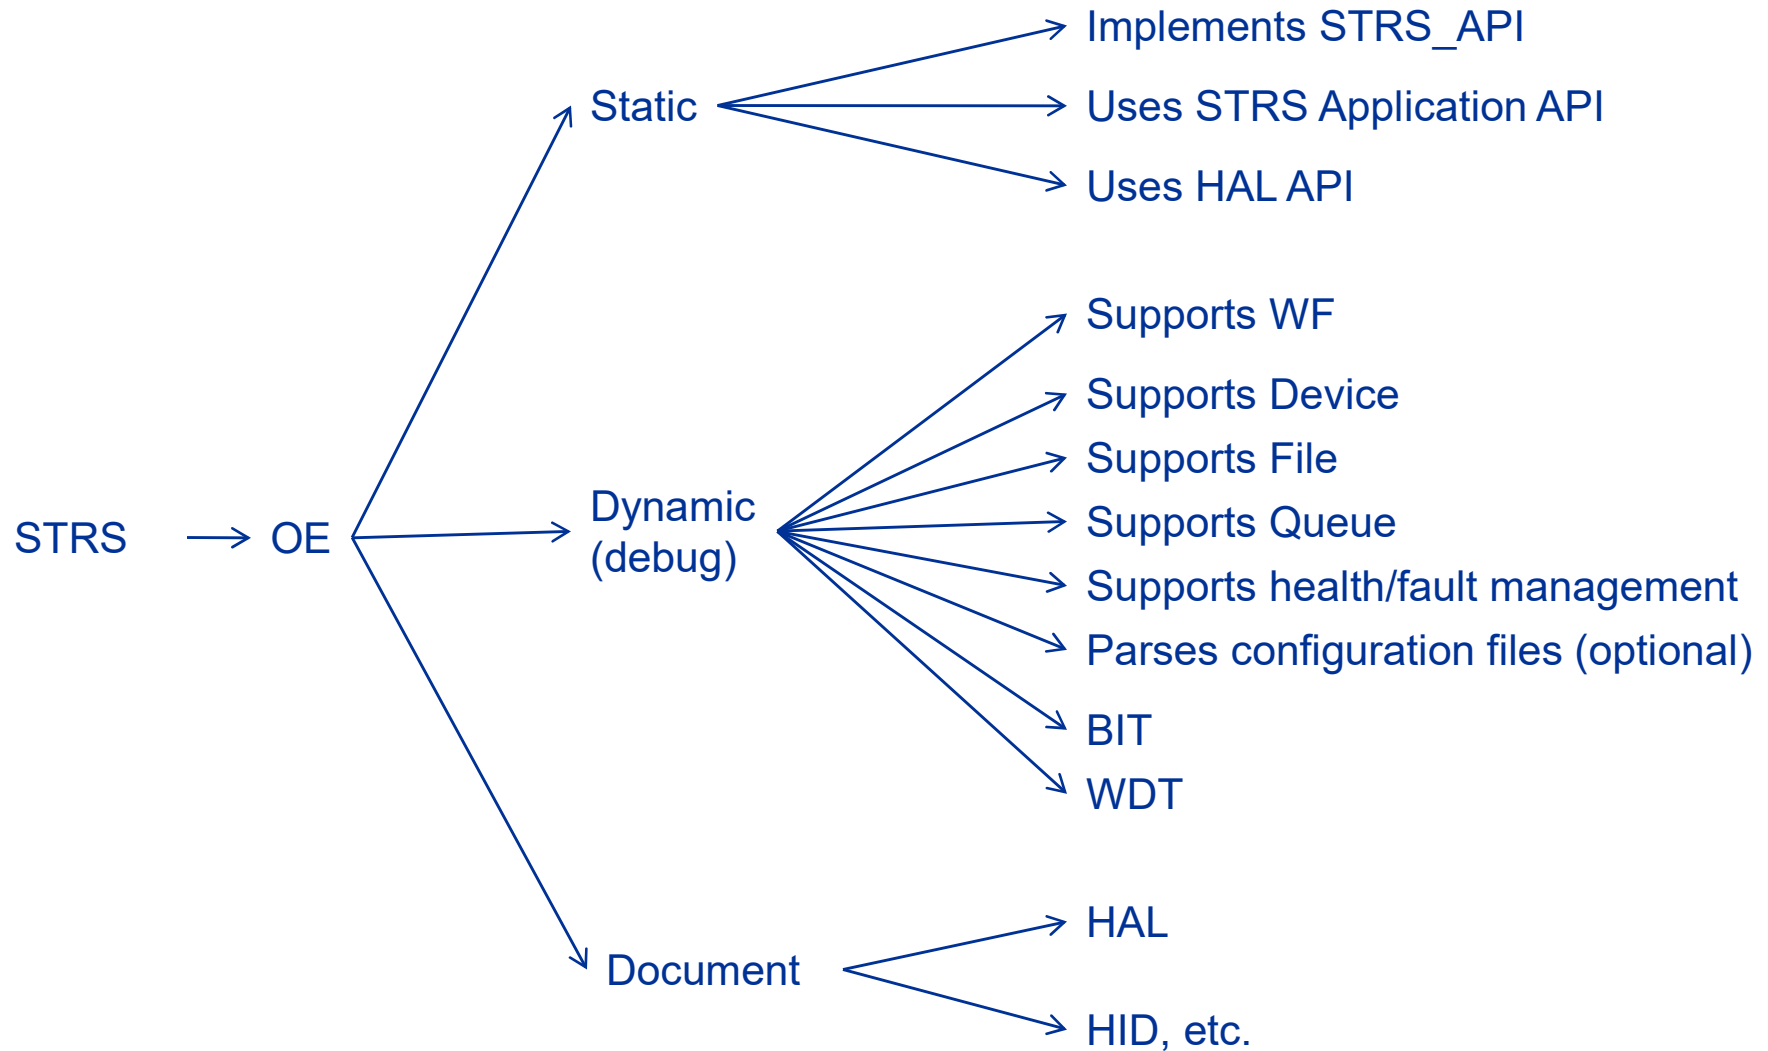 STRS
OE
Static
Implements STRS_API
Uses STRS Application API
Uses HAL API
Dynamic
(debug)
Supports WF
Supports Device
Supports File
Supports Queue
Supports health/fault management
Parses configuration files (optional)
BIT
WDT
Document
HAL
HID, etc.